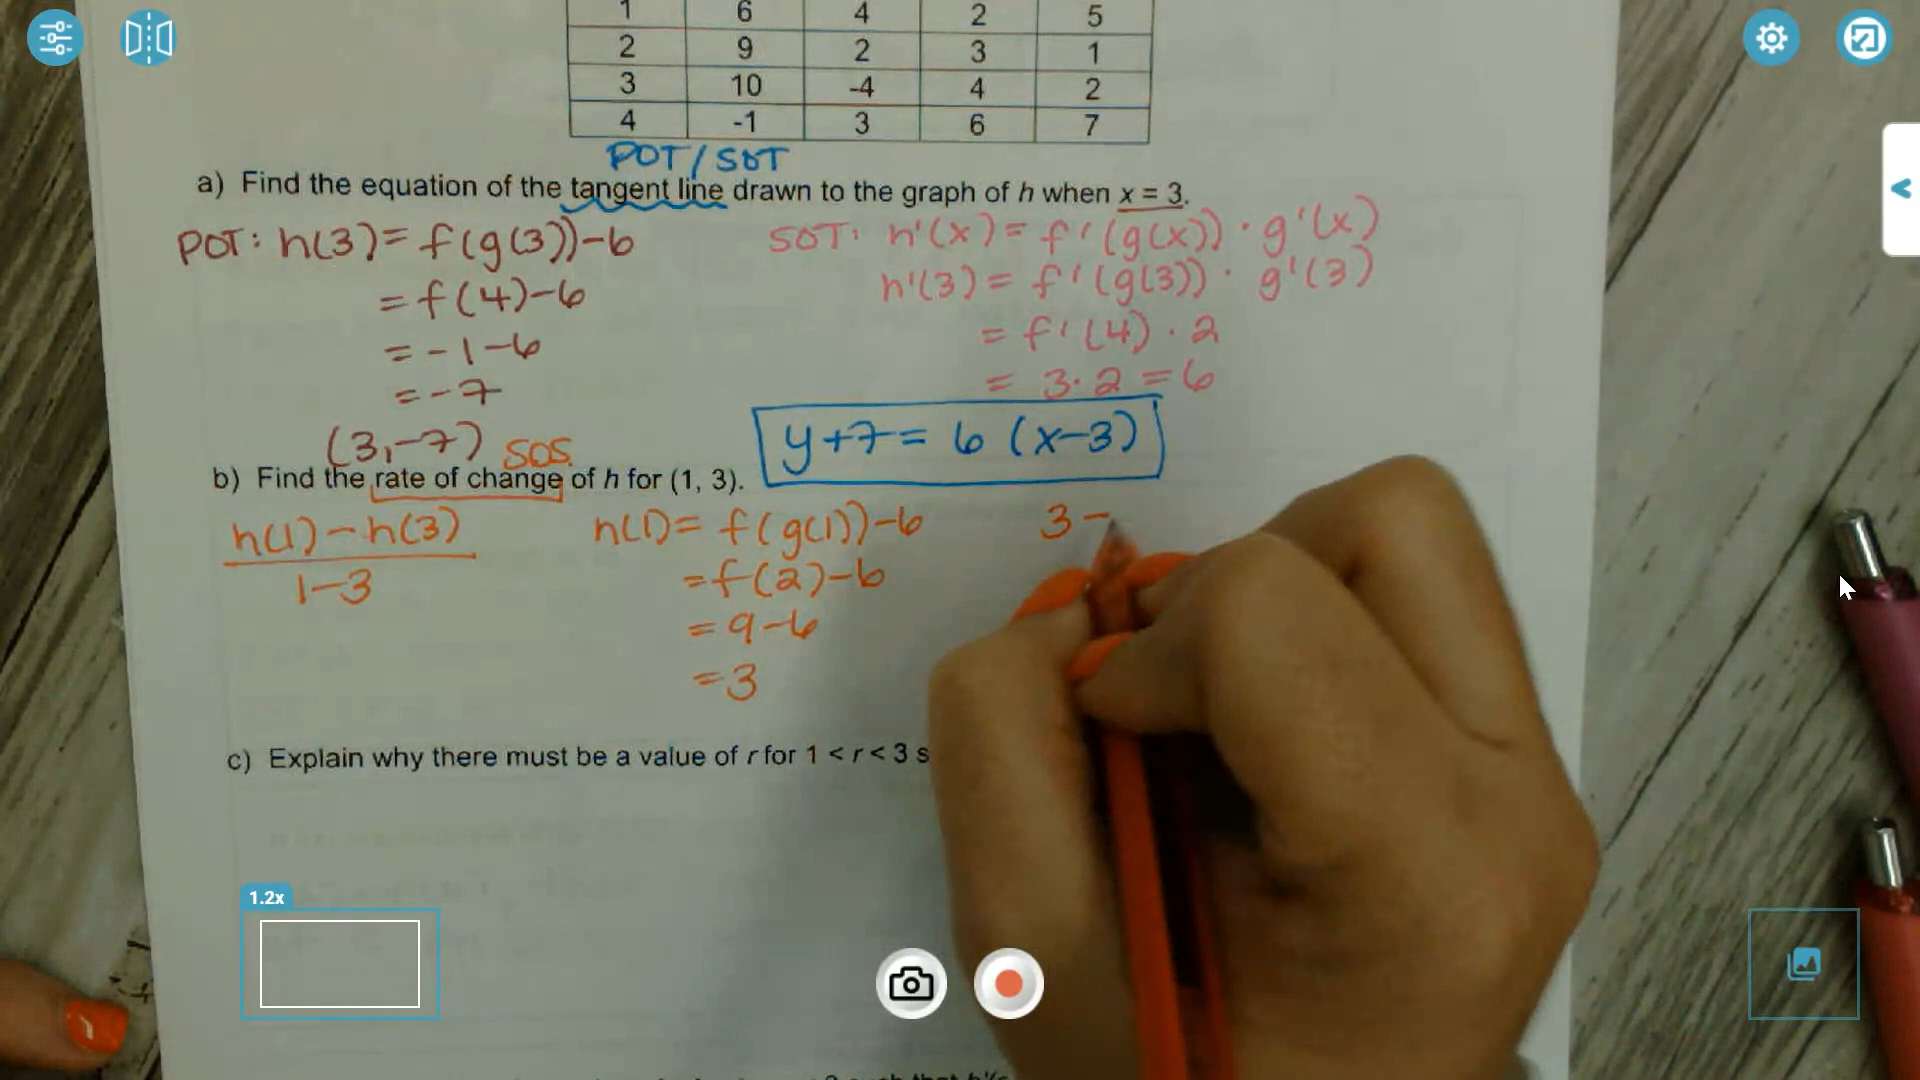 1 6 4 2 5
2 9 2 3 1
3 10 -4 4 2
4 -1 3 6 7
POT/SOT
a) Find the equation of the tangent line drawn to the graph of h when x = 3.
POT: h(3) = f(g(3))-6
= f(4)-6
= -1-6
= -7
(3,-7)
SOT: h'(x) = f'(g(x)) · g'(x)
h'(3) = f'(g(3)) · g'(3)
= f'(4) · 2
= 3·2 = 6
y+7 = 6 (x-3)
SOS
b) Find the rate of change of h for (1, 3).
h(1) - h(3)
1-3
h(1) = f(g(1))-6
= f(2)-6
= 9-6
= 3
3 -
c) Explain why there must be a value of r for 1 < r < 3 s
1.2x